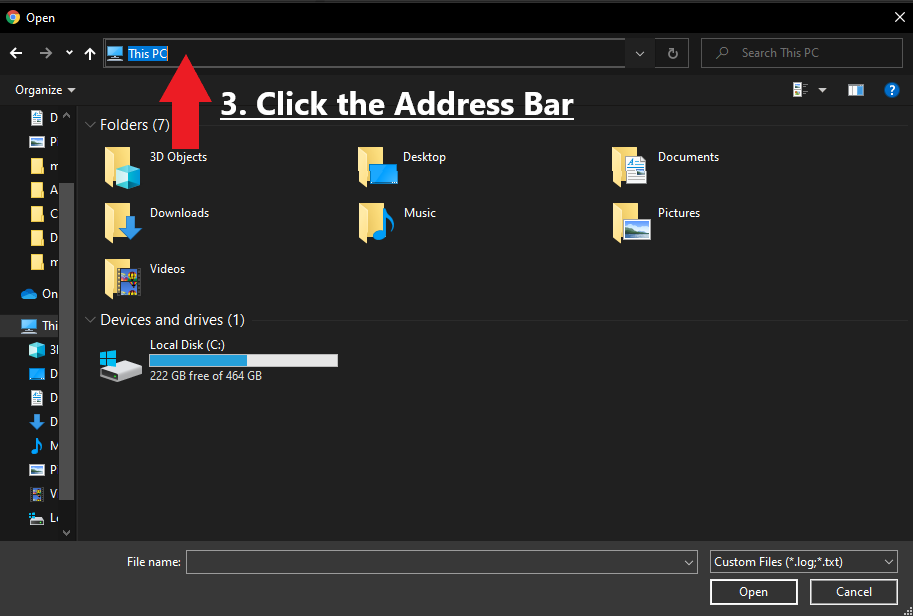 Open
This PC
Search This PC
Organize
3. Click the Address Bar
Folders (7)
3D Objects
Desktop
Documents
Downloads
Music
Pictures
Videos
Devices and drives (1)
Local Disk (C:)
222 GB free of 464 GB
D
P
m
A
C
D
m
On
Thi
3I
D
D
D
M
P
V
Lo
File name:
Custom Files (*.log;*.txt)
Open
Cancel